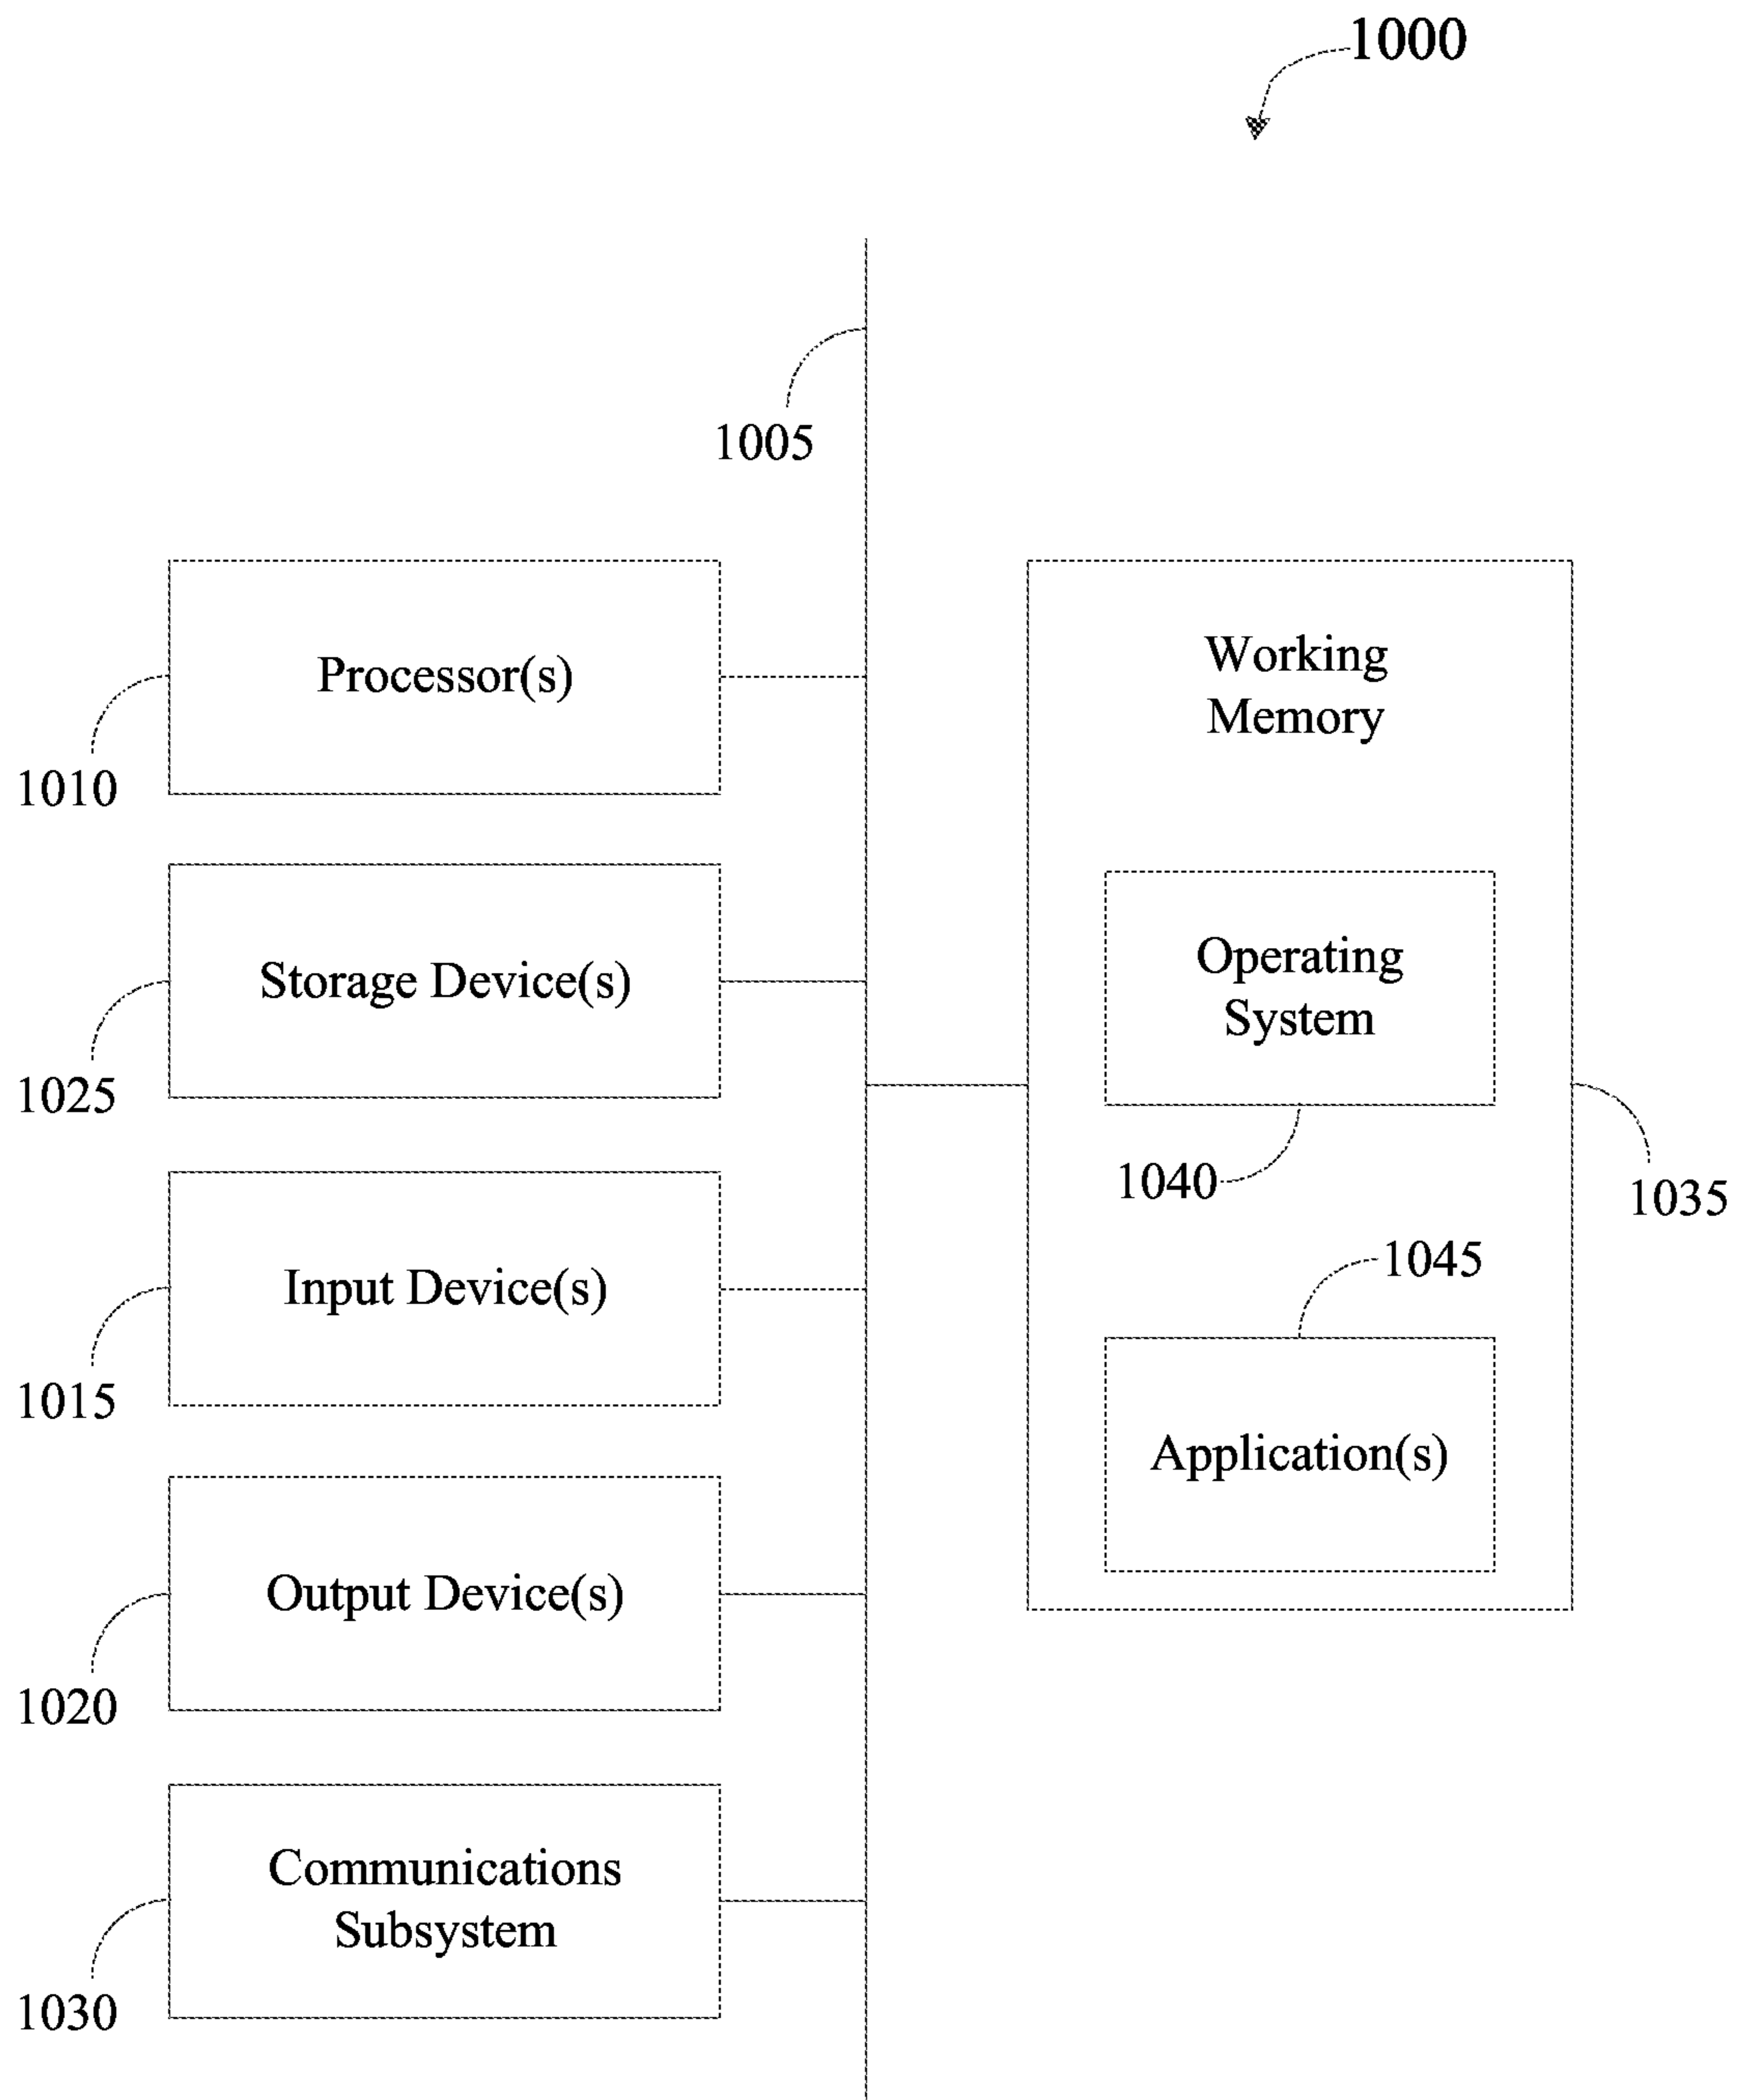 1000
1005
Processor(s)
1010
Storage Device(s)
1025
Input Device(s)
1015
Output Device(s)
1020
Communications
Subsystem
1030
Working
Memory
Operating
System
1040
1035
1045
Application(s)